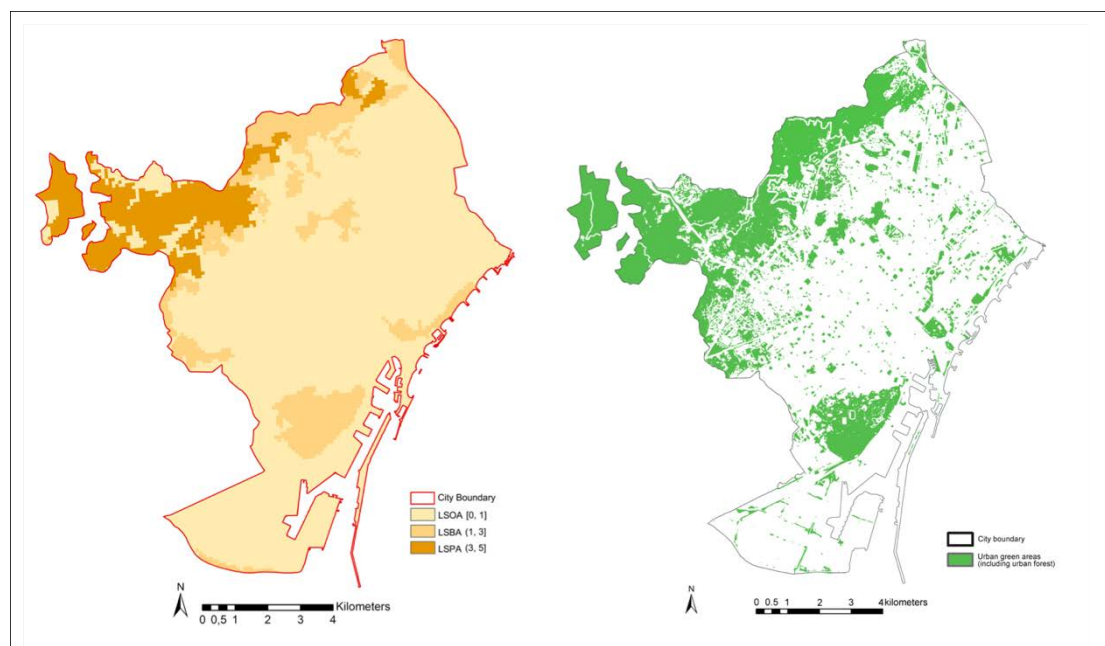 City Boundary
LSOA [0, 1]
LSBA (1, 3]
LSPA (3, 5]
N
Kilometers
0 0,5 1 2 3 4
City boundary
Urban green areas
(including urban forest)
N
kilometers
0 0.5 1 2 3 4